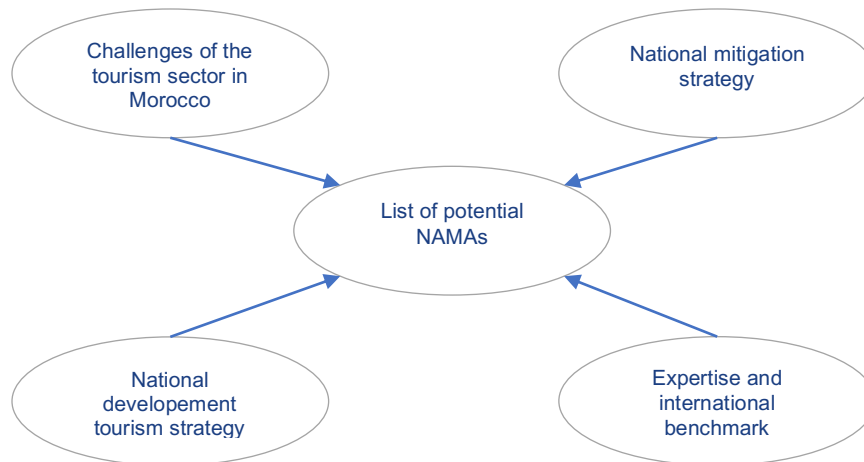 Challenges of the
tourism sector in
Morocco
National mitigation
strategy
List of potential
NAMAs
National
developement
tourism strategy
Expertise and
international
benchmark